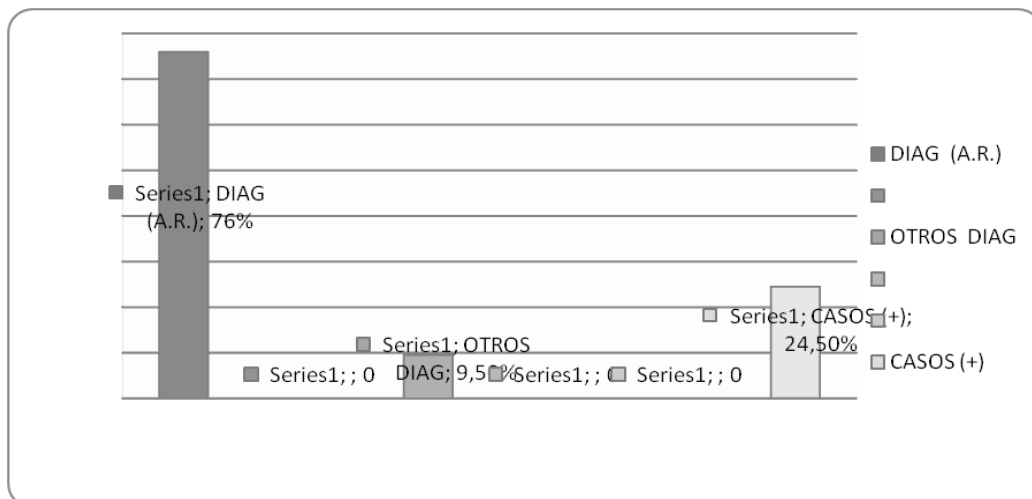 Series1; DIAG
(A.R.); 76%
Series1; ; 0
Series1; OTROS
DIAG; 9,5
Series1; ;
Series1; ; 0
Series1; CASOS (+);
24,50%
DIAG (A.R.)
OTROS DIAG
CASOS (+)